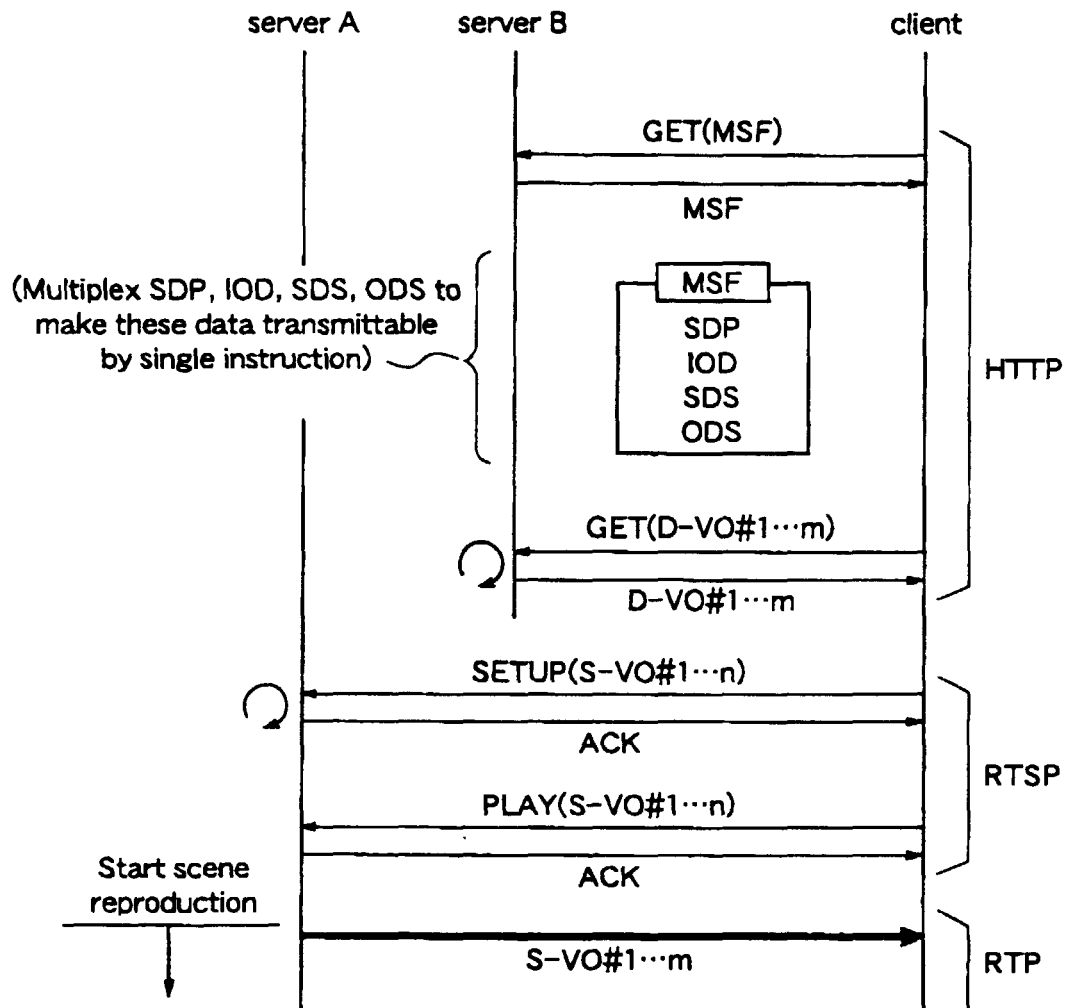 server A
server B
client
GET(MSF)
MSF
(Multiplex SDP, IOD, SDS, ODS to
make these data transmittable
by single instruction)
MSF
SDP
IOD
SDS
ODS
HTTP
GET(D-VO#1···m)
D-VO#1···m
SETUP(S-VO#1···n)
ACK
RTSP
PLAY(S-VO#1···n)
ACK
Start scene
reproduction
S-VO#1···m
RTP